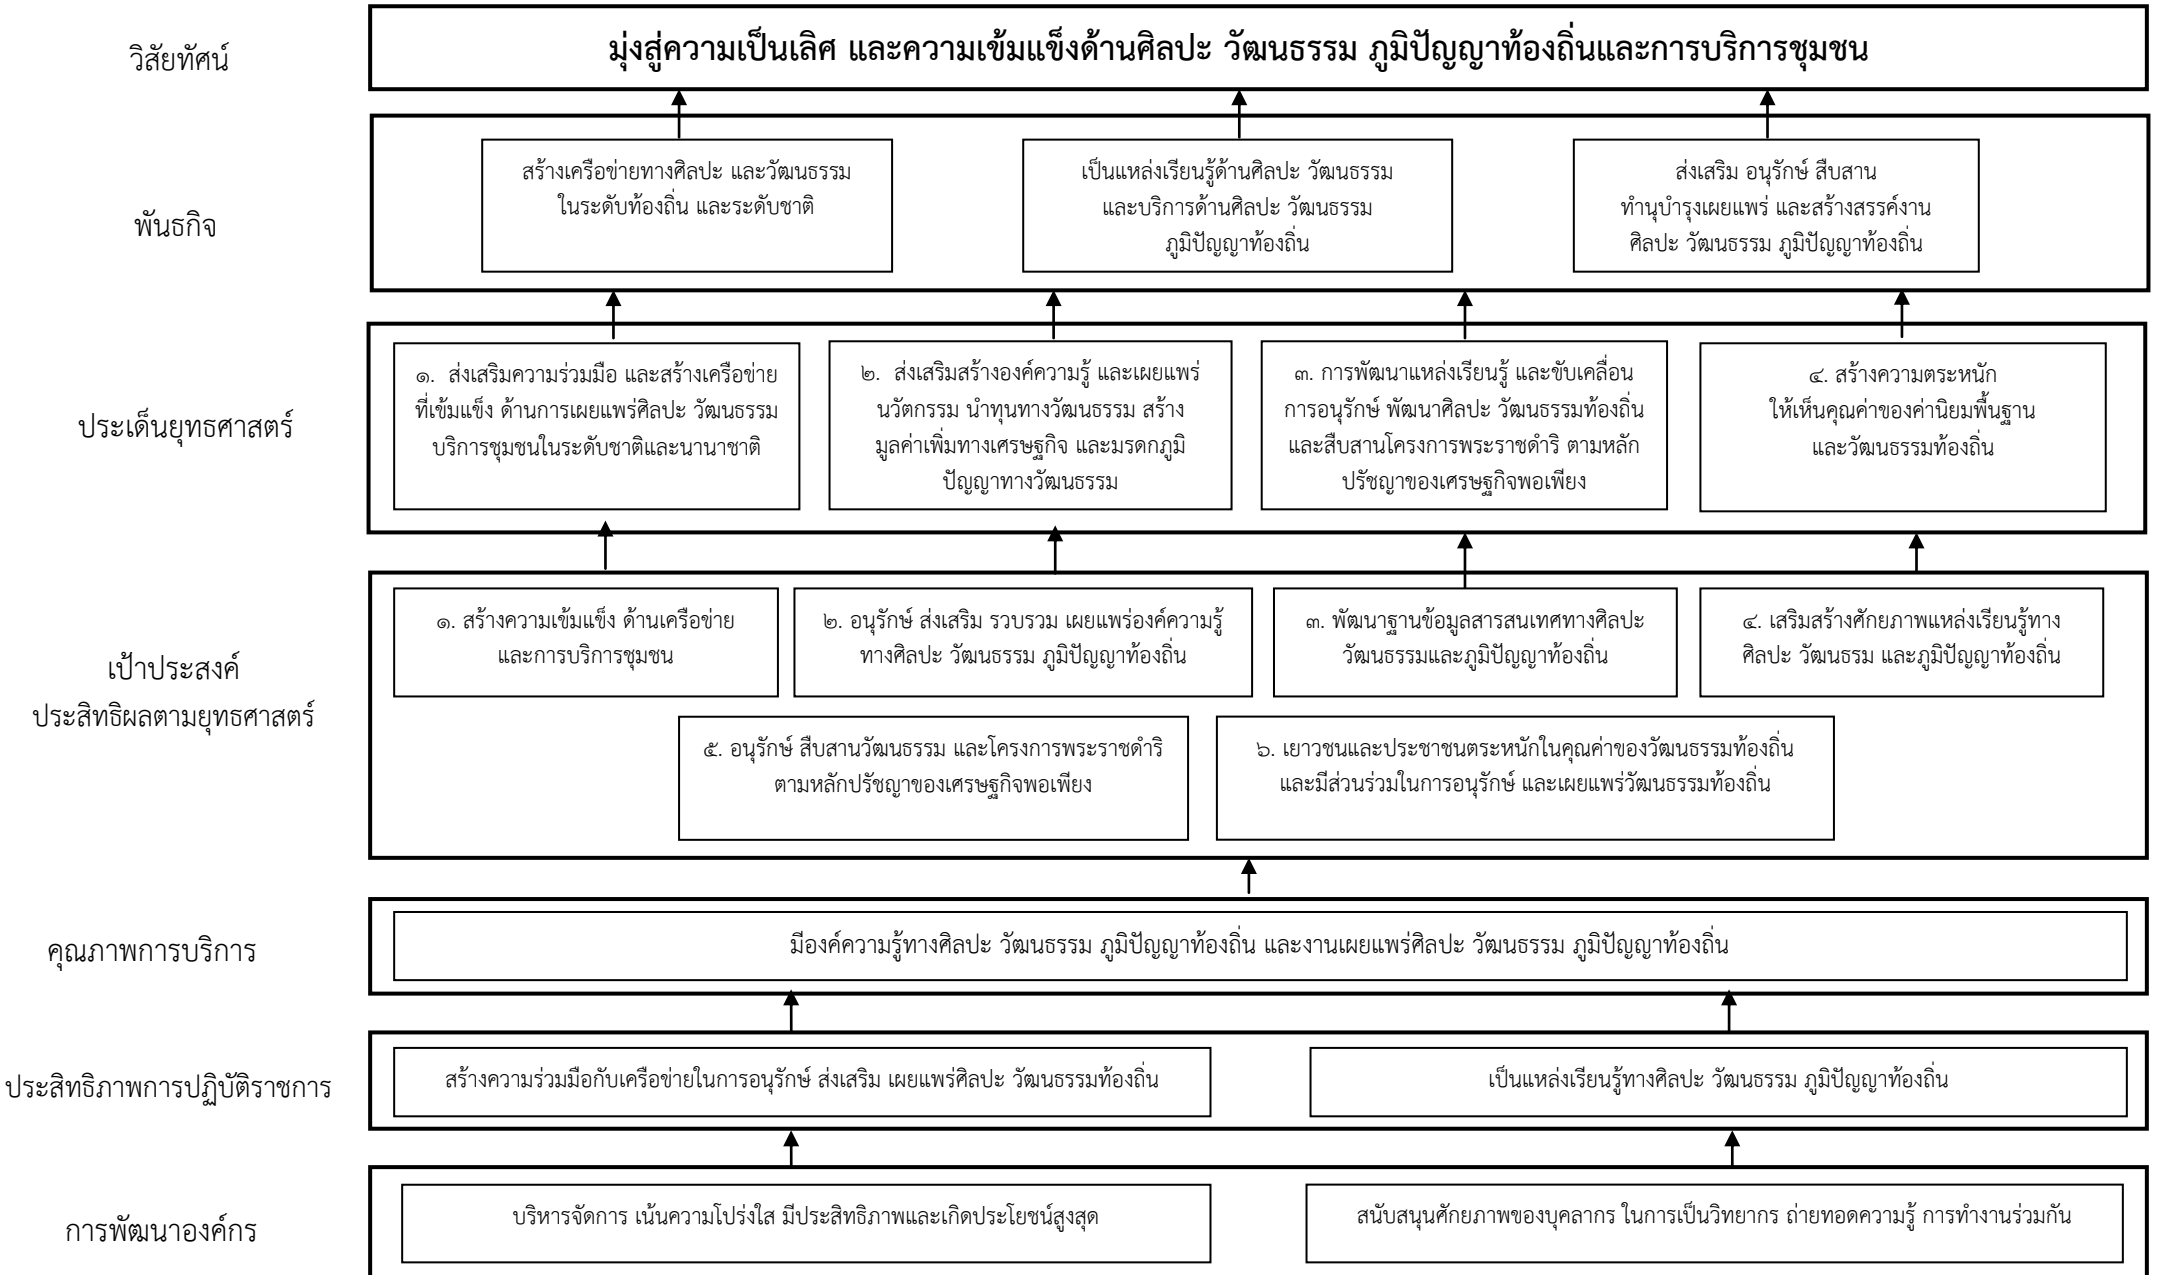 วิสัยทัศน์
มุ่งสู่ความเป็นเลิศ และความเข้มแข็งด้านศิลปะ วัฒนธรรม ภูมิปัญญาท้องถิ่นและการบริการชุมชน
พันธกิจ
สร้างเครือข่ายทางศิลปะ และวัฒนธรรม
ในระดับท้องถิ่น และระดับชาติ
เป็นแหล่งเรียนรู้ด้านศิลปะ วัฒนธรรม
และบริการด้านศิลปะ วัฒนธรรม
ภูมิปัญญาท้องถิ่น
ส่งเสริม อนุรักษ์ สืบสาน
ทำนุบำรุงเผยแพร่ และสร้างสรรค์งาน
ศิลปะ วัฒนธรรม ภูมิปัญญาท้องถิ่น
ประเด็นยุทธศาสตร์
๑. ส่งเสริมความร่วมมือ และสร้างเครือข่าย
ที่เข้มแข็ง ด้านการเผยแพร่ศิลปะ วัฒนธรรม
บริการชุมชนในระดับชาติและนานาชาติ
๒. ส่งเสริมสร้างองค์ความรู้ และเผยแพร่
นวัตกรรม นำทุนทางวัฒนธรรม สร้าง
มูลค่าเพิ่มทางเศรษฐกิจ และมรดกภูมิ
ปัญญาทางวัฒนธรรม
๓. การพัฒนาแหล่งเรียนรู้ และขับเคลื่อน
การอนุรักษ์ พัฒนาศิลปะ วัฒนธรรมท้องถิ่น
และสืบสานโครงการพระราชดำริ ตามหลัก
ปรัชญาของเศรษฐกิจพอเพียง
๔. สร้างความตระหนัก
ให้เห็นคุณค่าของค่านิยมพื้นฐาน
และวัฒนธรรมท้องถิ่น
เป้าประสงค์
ประสิทธิผลตามยุทธศาสตร์
๑. สร้างความเข้มแข็ง ด้านเครือข่าย
และการบริการชุมชน
๒. อนุรักษ์ ส่งเสริม รวบรวม เผยแพร่องค์ความรู้
ทางศิลปะ วัฒนธรรม ภูมิปัญญาท้องถิ่น
๓. พัฒนาฐานข้อมูลสารสนเทศทางศิลปะ
วัฒนธรรมและภูมิปัญญาท้องถิ่น
๔. เสริมสร้างศักยภาพแหล่งเรียนรู้ทาง
ศิลปะ วัฒนธรม และภูมิปัญญาท้องถิ่น
๕. อนุรักษ์ สืบสานวัฒนธรรม และโครงการพระราชดำริ
ตามหลักปรัชญาของเศรษฐกิจพอเพียง
๖. เยาวชนและประชาชนตระหนักในคุณค่าของวัฒนธรรมท้องถิ่น
และมีส่วนร่วมในการอนุรักษ์ และเผยแพร่วัฒนธรรมท้องถิ่น
คุณภาพการบริการ
มีองค์ความรู้ทางศิลปะ วัฒนธรรม ภูมิปัญญาท้องถิ่น และงานเผยแพร่ศิลปะ วัฒนธรรม ภูมิปัญญาท้องถิ่น
ประสิทธิภาพการปฏิบัติราชการ
สร้างความร่วมมือกับเครือข่ายในการอนุรักษ์ ส่งเสริม เผยแพร่ศิลปะ วัฒนธรรมท้องถิ่น
เป็นแหล่งเรียนรู้ทางศิลปะ วัฒนธรรม ภูมิปัญญาท้องถิ่น
การพัฒนาองค์กร
บริหารจัดการ เน้นความโปร่งใส มีประสิทธิภาพและเกิดประโยชน์สูงสุด
สนับสนุนศักยภาพของบุคลากร ในการเป็นวิทยากร ถ่ายทอดความรู้ การทำงานร่วมกัน